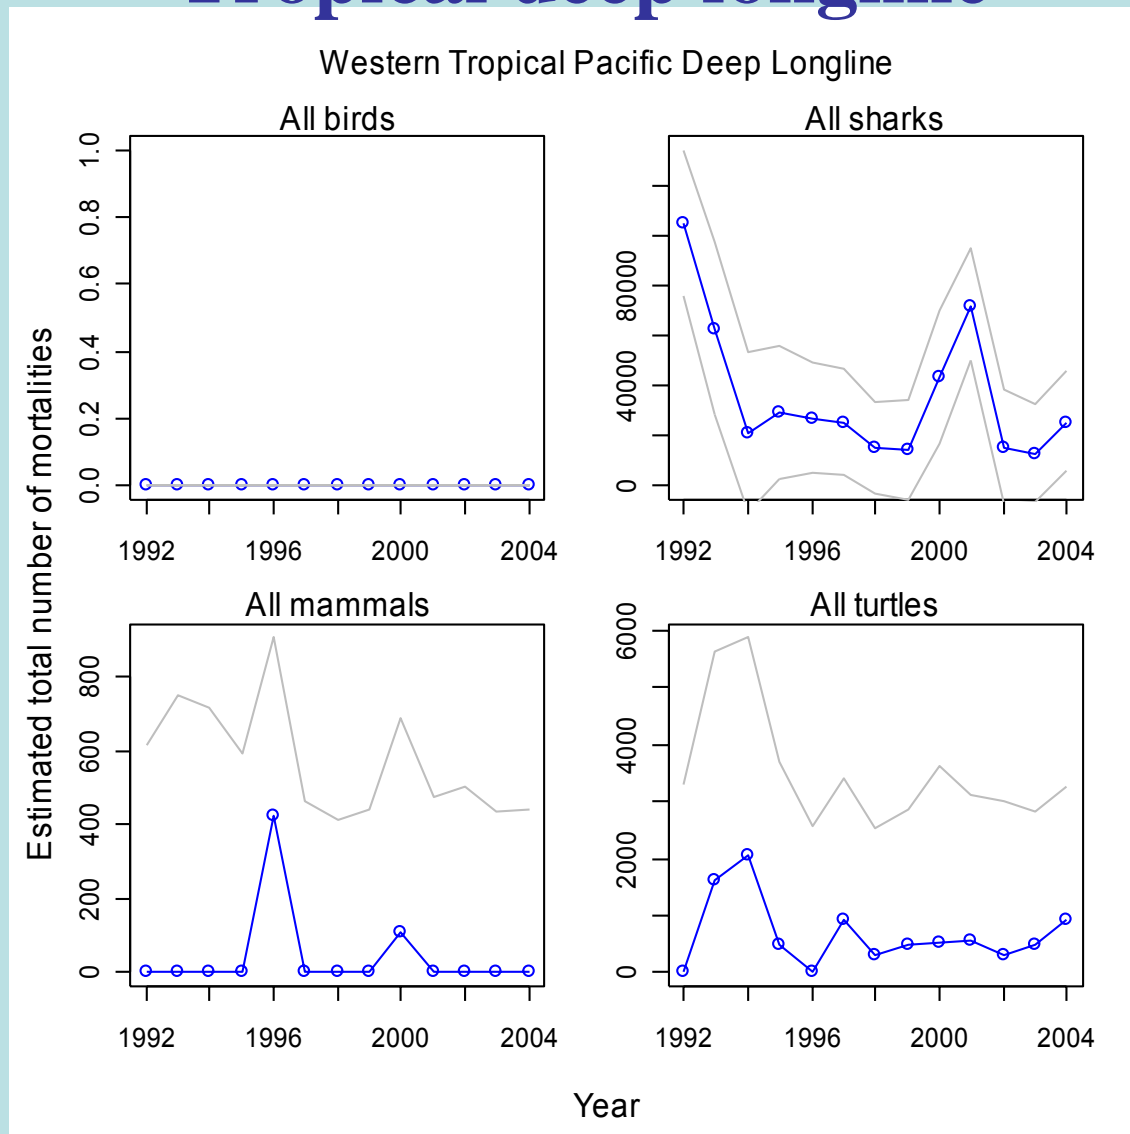 Tropical deep longline
Western Tropical Pacific Deep Longline
All birds
All sharks
1.0
0.8
0.6
0.4
0.2
0.0
80000
40000
0
1992 1996 2000 2004
1992 1996 2000 2004
Estimated total number of mortalities
All mammals
All turtles
800
600
400
200
0
6000
4000
2000
0
1992 1996 2000 2004
1992 1996 2000 2004
Year